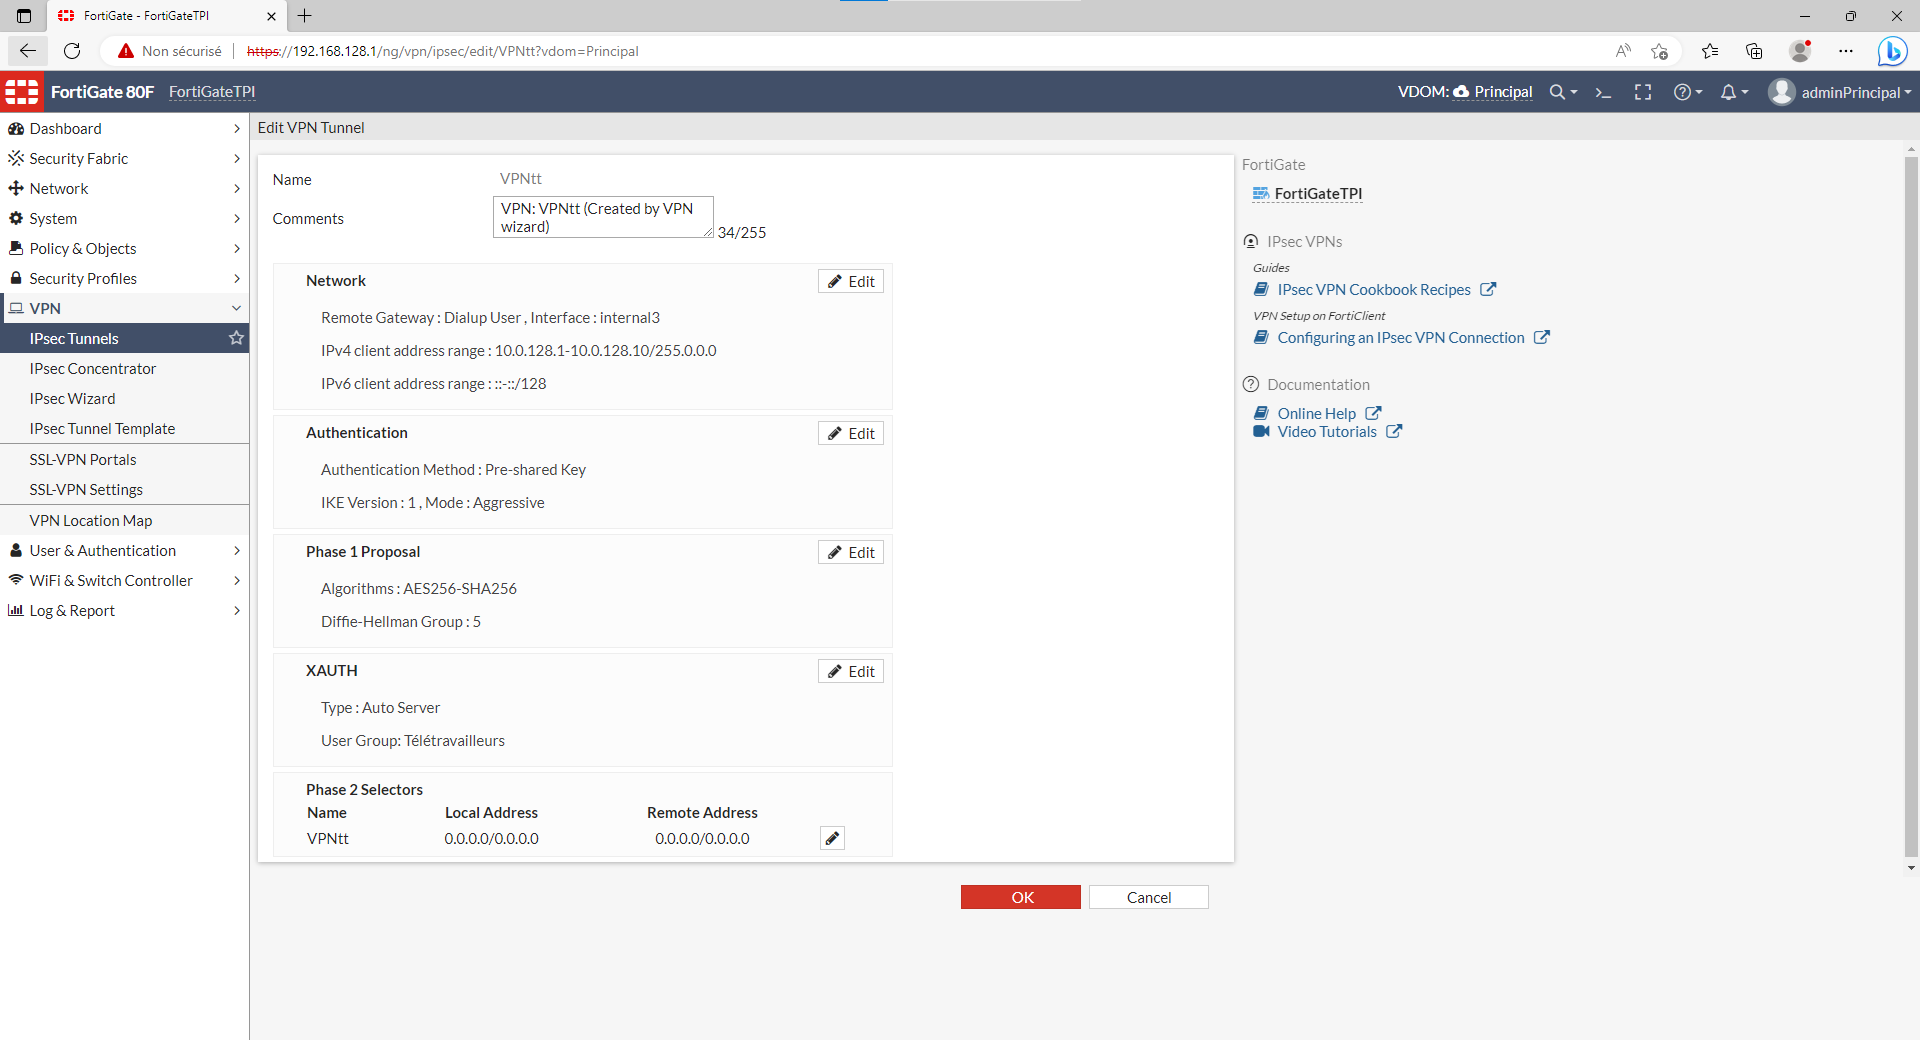 FortiGate - FortiGateTPI
Non sécurisé
https://192.168.128.1/ng/vpn/ipsec/edit/VPNtt?vdom=Principal
FortiGate 80F FortiGateTPI
VDOM: Principal
adminPrincipal
Dashboard
Security Fabric
Network
System
Policy & Objects
Security Profiles
VPN
IPsec Tunnels
IPsec Concentrator
IPsec Wizard
IPsec Tunnel Template
SSL-VPN Portals
SSL-VPN Settings
VPN Location Map
User & Authentication
WiFi & Switch Controller
Log & Report
Edit VPN Tunnel
Name VPNtt
Comments VPN: VPNtt (Created by VPN
wizard)
34/255
Network Edit
Remote Gateway : Dialup User , Interface : internal3
IPv4 client address range : 10.0.128.1-10.0.128.10/255.0.0.0
IPv6 client address range : ::-::/128
Authentication Edit
Authentication Method : Pre-shared Key
IKE Version : 1 , Mode : Aggressive
Phase 1 Proposal Edit
Algorithms : AES256-SHA256
Diffie-Hellman Group : 5
XAUTH Edit
Type : Auto Server
User Group: Télétravailleurs
Phase 2 Selectors
Name Local Address Remote Address
VPNtt 0.0.0.0/0.0.0.0 0.0.0.0/0.0.0.0
OK Cancel
FortiGate
FortiGateTPI
IPsec VPNs
Guides
IPsec VPN Cookbook Recipes
VPN Setup on FortiClient
Configuring an IPsec VPN Connection
Documentation
Online Help
Video Tutorials